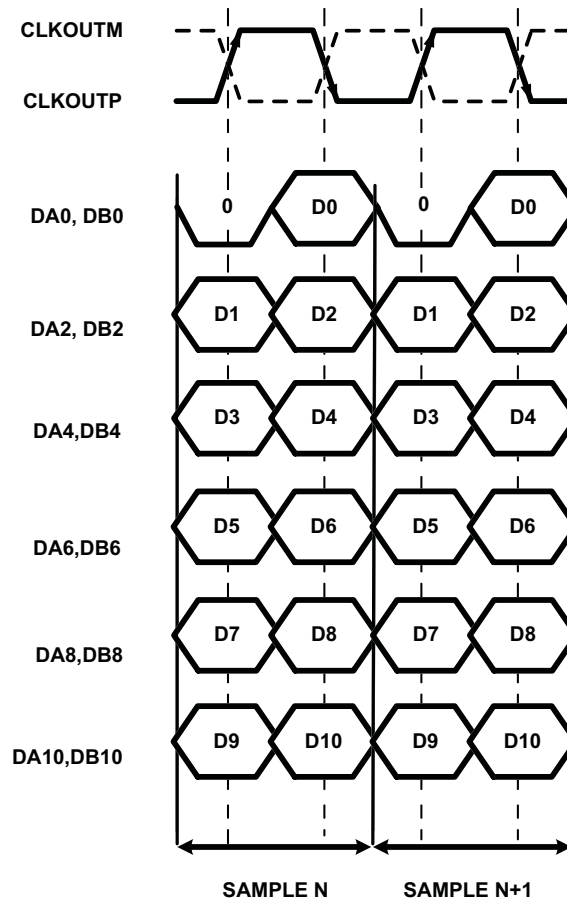 CLKOUTM
CLKOUTP
DA0, DB0 0 D0 0 D0
DA2, DB2 D1 D2 D1 D2
DA4,DB4 D3 D4 D3 D4
DA6,DB6 D5 D6 D5 D6
DA8,DB8 D7 D8 D7 D8
DA10,DB10 D9 D10 D9 D10
SAMPLE N SAMPLE N+1